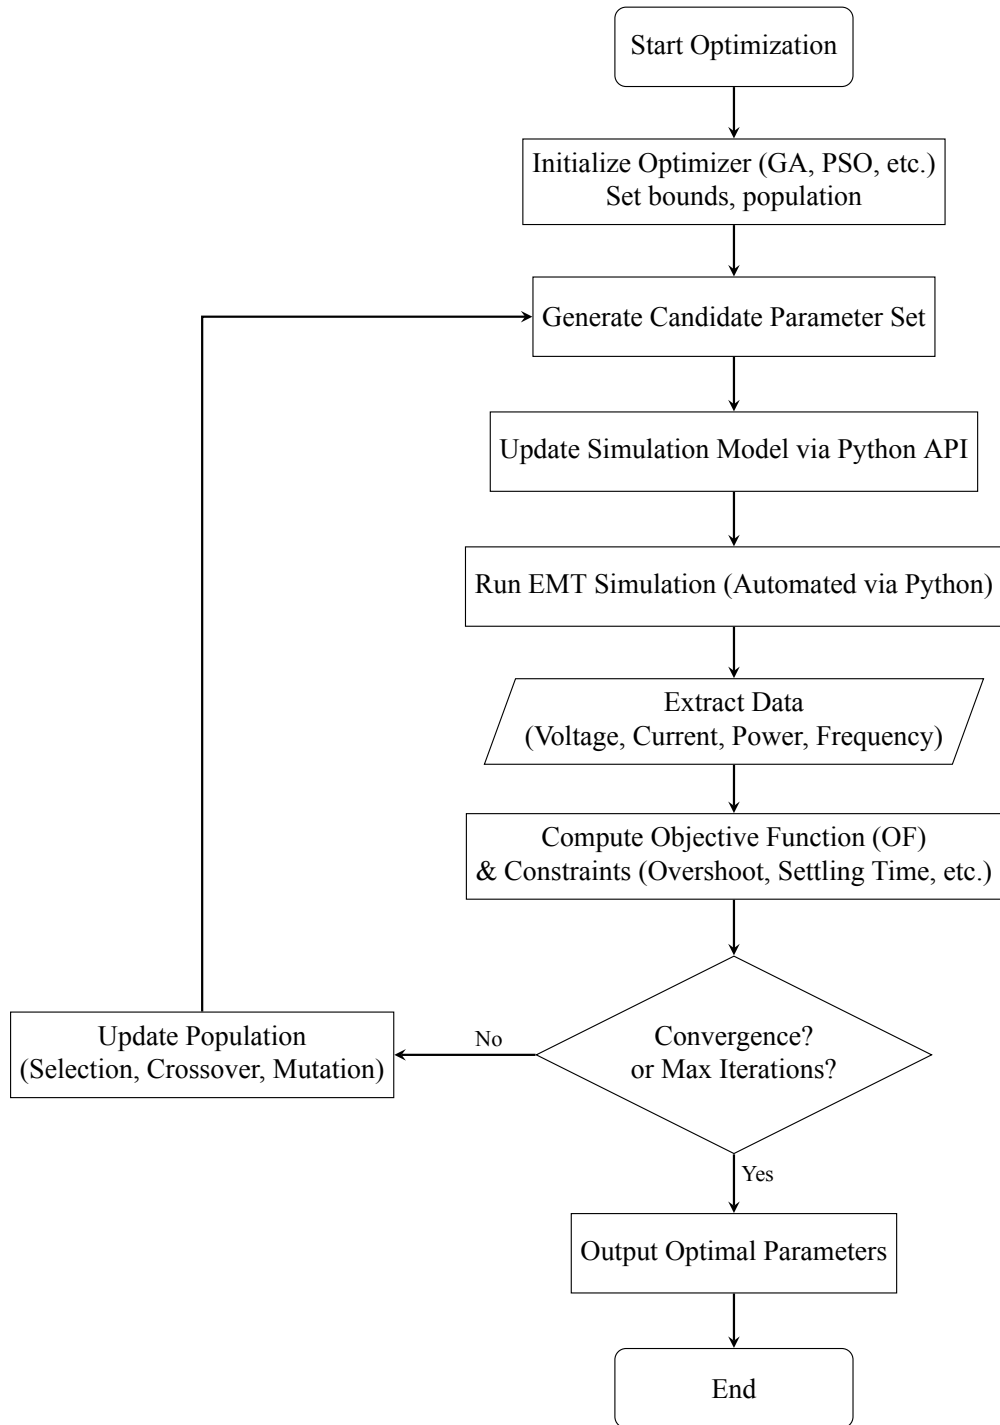 Start Optimization
Initialize Optimizer (GA, PSO, etc.)
Set bounds, population
Generate Candidate Parameter Set
Update Simulation Model via Python API
Run EMT Simulation (Automated via Python)
Extract Data
(Voltage, Current, Power, Frequency)
Compute Objective Function (OF)
& Constraints (Overshoot, Settling Time, etc.)
Convergence?
or Max Iterations?
No
Update Population
(Selection, Crossover, Mutation)
Yes
Output Optimal Parameters
End